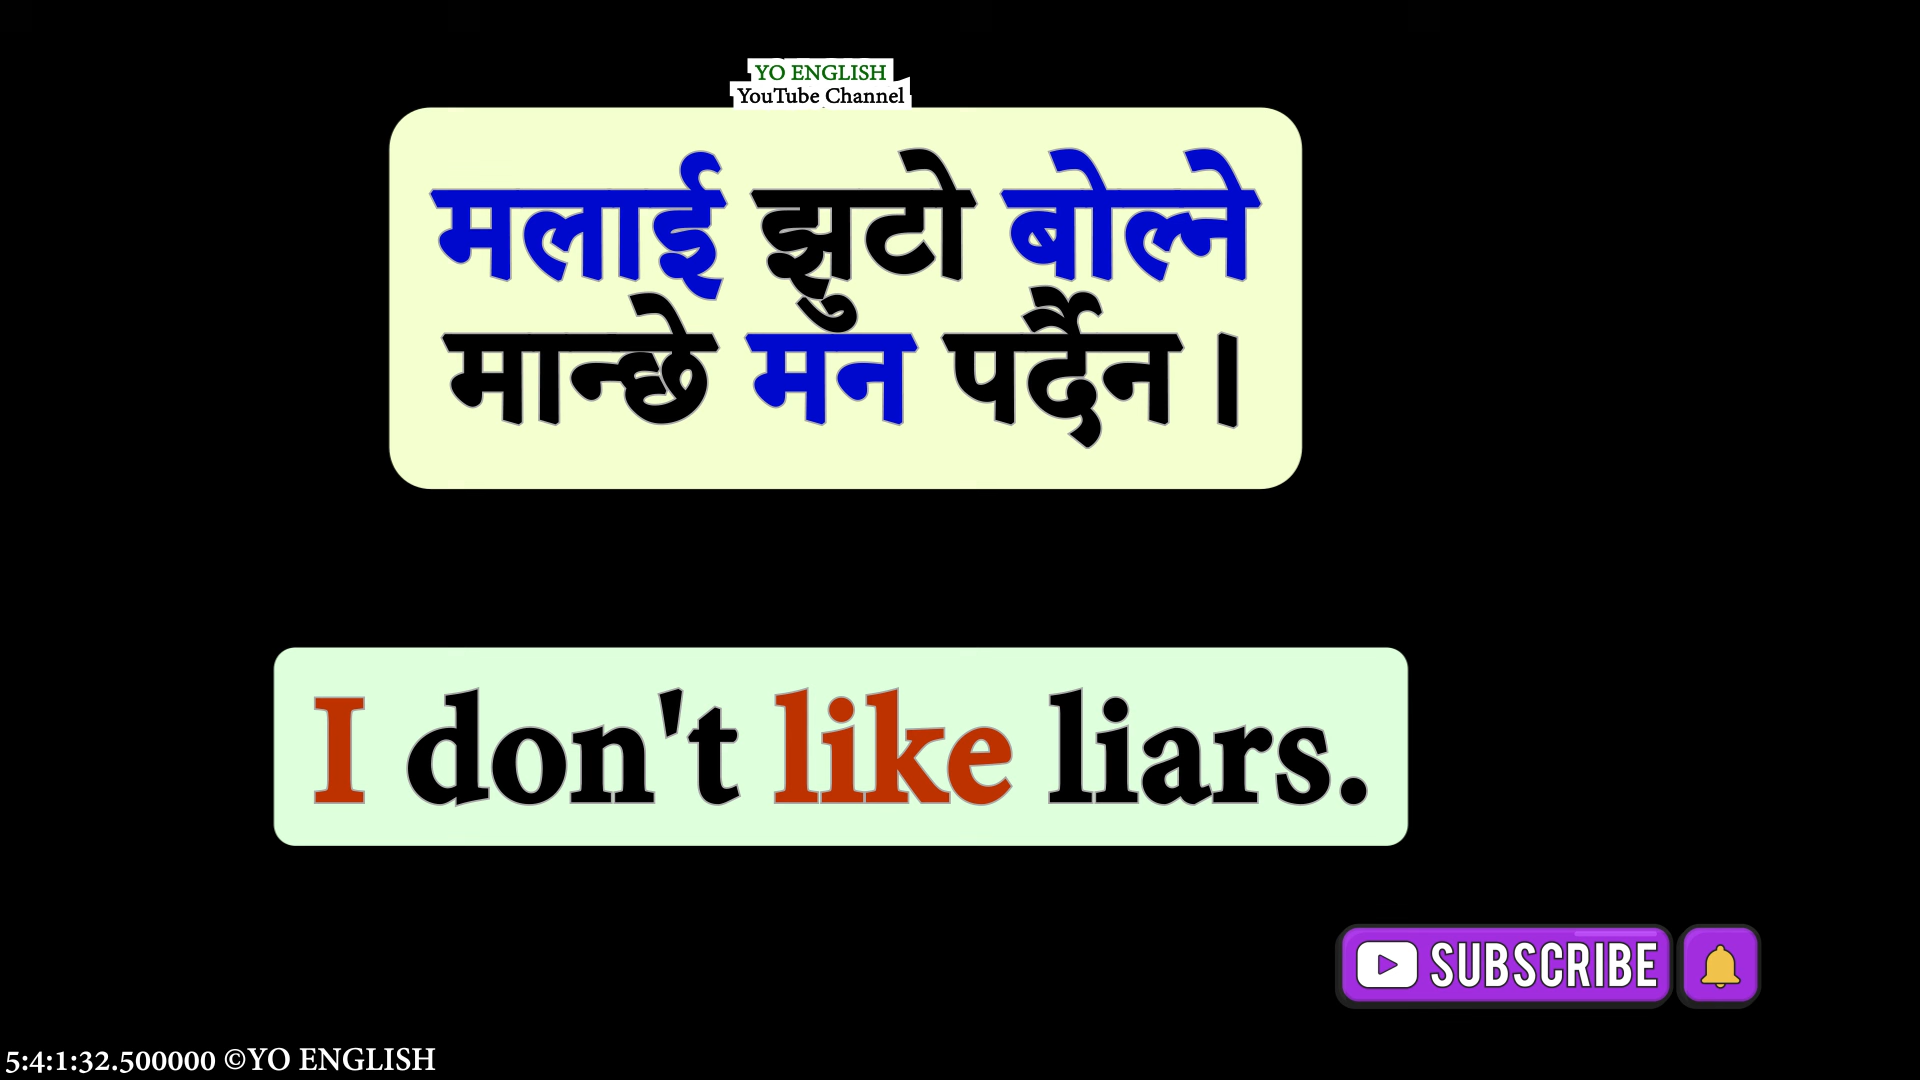 YO ENGLISH
YouTube Channel
मलाई झुटो बोल्ने
मान्छे मन पर्दैन ।
I don't like liars.
SUBSCRIBE
5:4:1:32.500000 ©YO ENGLISH